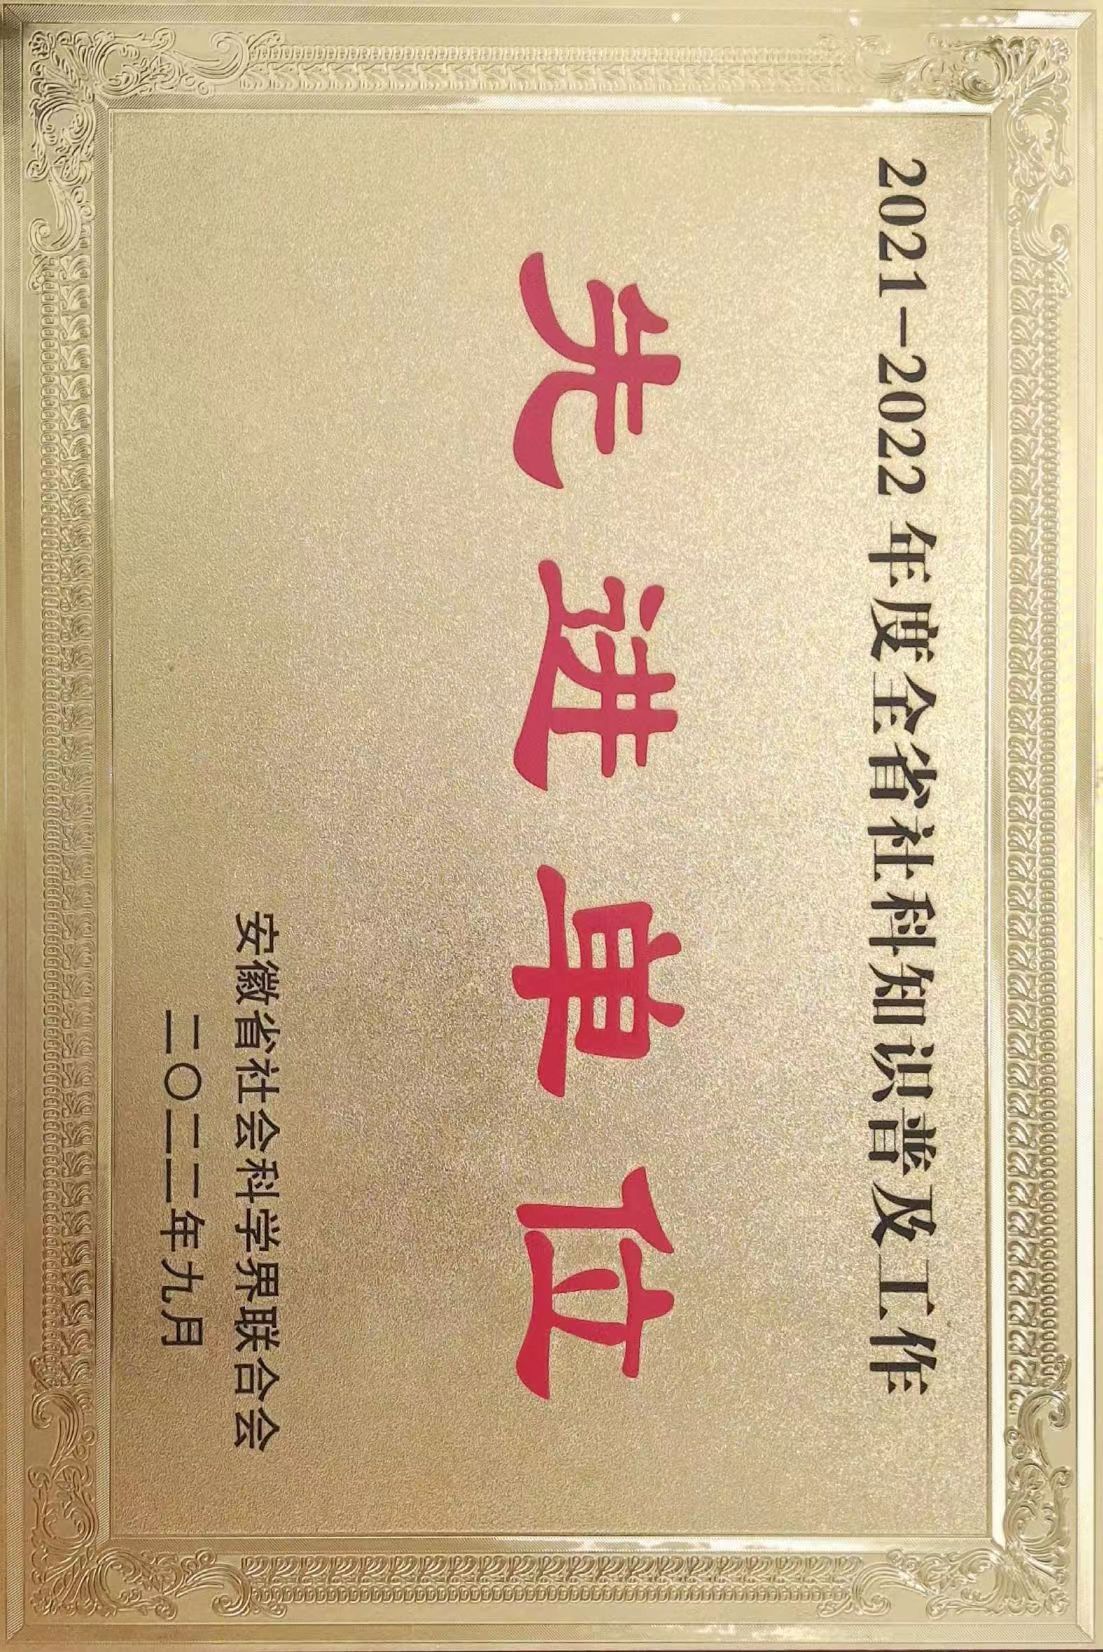 2021－2022 年度全省社科知识普及工作
先进单位
安徽省社会科学界联合会
二〇二二年九月